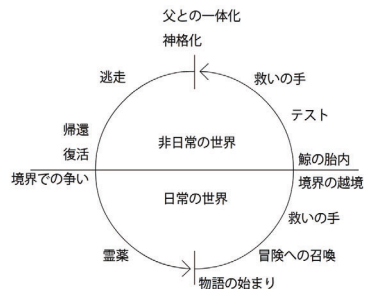 父との一体化
神格化
逃走
救いの手
テスト
帰還
復活
非日常の世界
鯨の胎内
境界での争い
境界の越境
日常の世界
救いの手
霊薬
冒険への召喚
物語の始まり